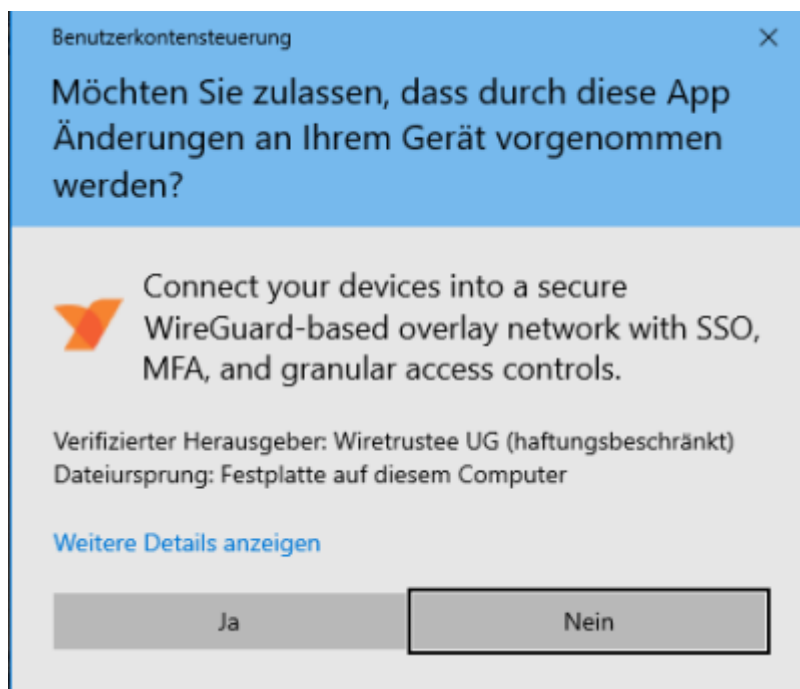 Benutzerkontensteuerung
Möchten Sie zulassen, dass durch diese App
Änderungen an Ihrem Gerät vorgenommen
werden?
Connect your devices into a secure
WireGuard-based overlay network with SSO,
MFA, and granular access controls.
Verifizierter Herausgeber: Wiretrustee UG (haftungsbeschränkt)
Dateiursprung: Festplatte auf diesem Computer
Weitere Details anzeigen
Ja
Nein